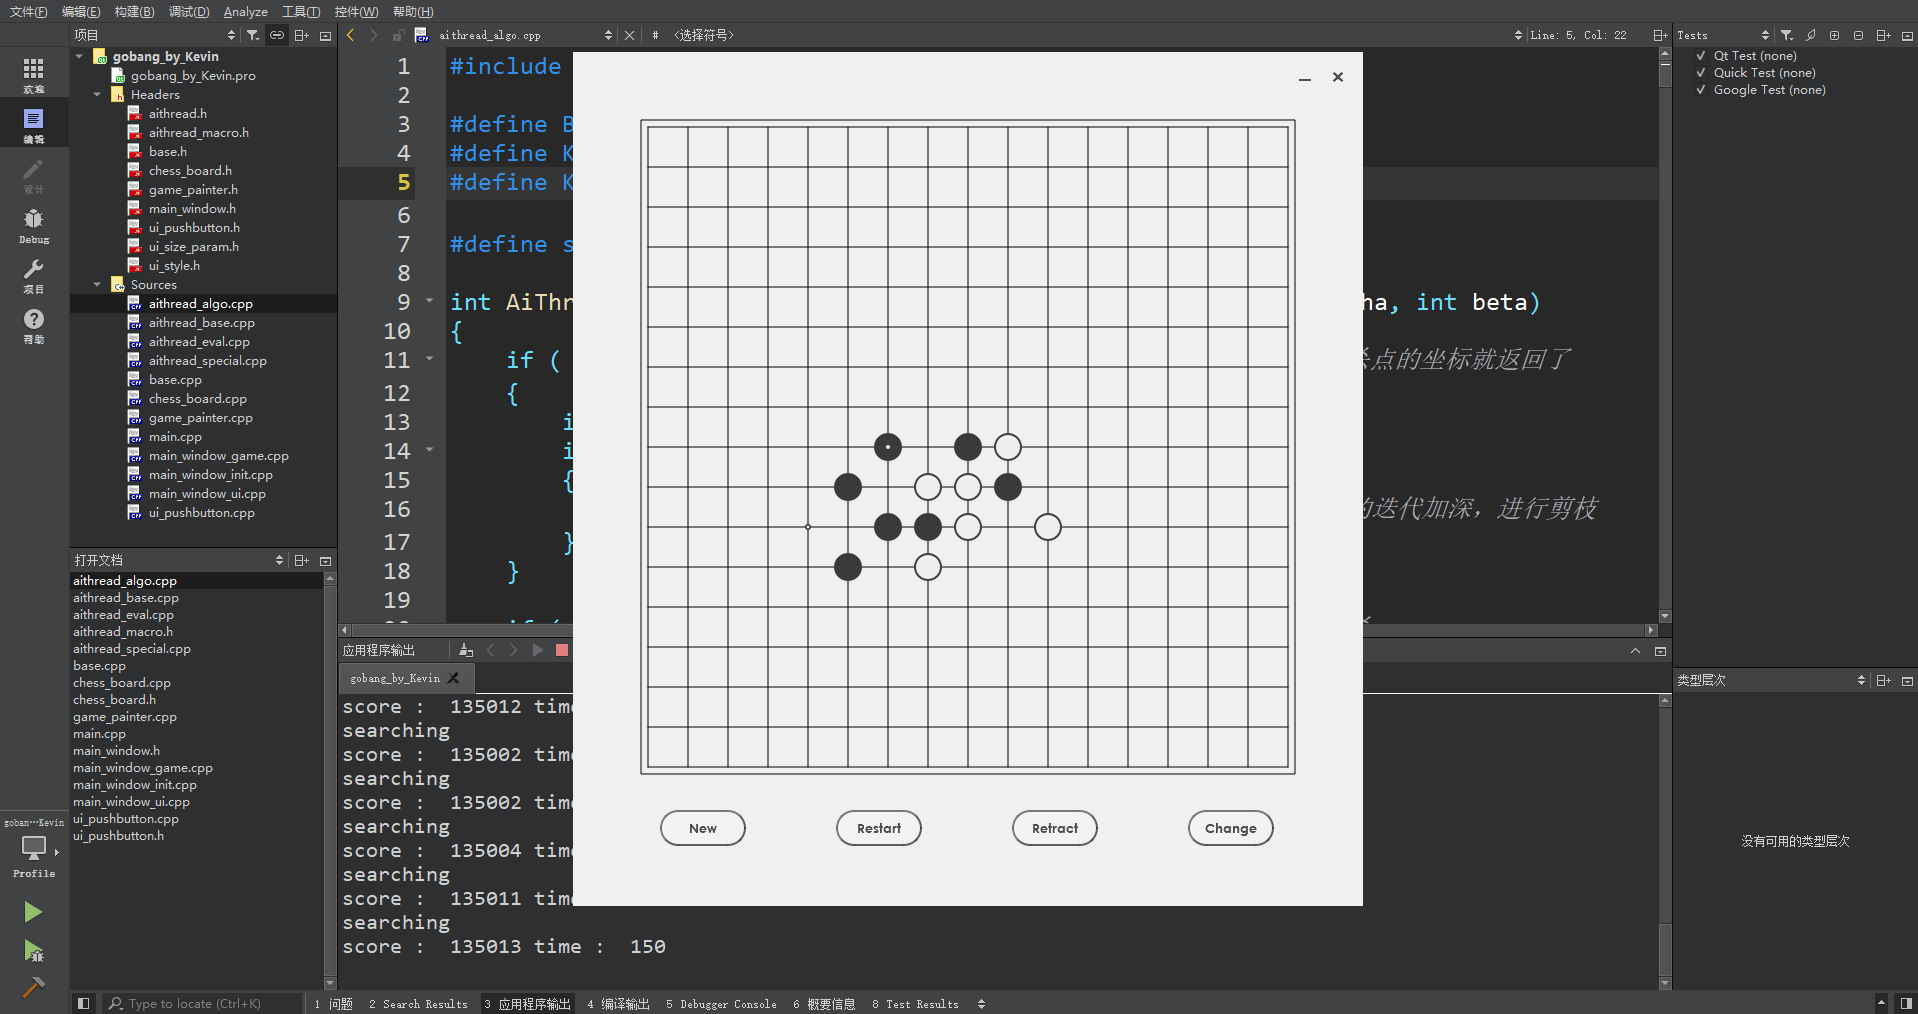 文件(F) 编辑(E) 构建(B) 调试(D) Analyze 工具(T) 控件(W) 帮助(H)
项目
aithread_algo.cpp
# <选择符号>
Line: 5, Col: 22
Tests
欢迎
编辑
设计
Debug
项目
帮助
gobang_by_Kevin
gobang_by_Kevin.pro
Headers
aithread.h
aithread_macro.h
base.h
chess_board.h
game_painter.h
main_window.h
ui_pushbutton.h
ui_size_param.h
ui_style.h
Sources
aithread_algo.cpp
aithread_base.cpp
aithread_eval.cpp
aithread_special.cpp
base.cpp
chess_board.cpp
game_painter.cpp
main.cpp
main_window_game.cpp
main_window_init.cpp
main_window_ui.cpp
ui_pushbutton.cpp
打开文档
aithread_algo.cpp
aithread_base.cpp
aithread_eval.cpp
aithread_macro.h
aithread_special.cpp
base.cpp
chess_board.cpp
chess_board.h
game_painter.cpp
main.cpp
main_window.h
main_window_game.cpp
main_window_init.cpp
main_window_ui.cpp
ui_pushbutton.cpp
ui_pushbutton.h
1 #include
2
3 #define B
4 #define K
5 #define K
6
7 #define s
8
9 int AiThr ha, int beta)
10 {
11 if ( 点的坐标就返回了
12 {
13 i
14 i
15 {
16 的迭代加深，进行剪枝
17 }
18 }
19
New
Restart
Retract
Change
应用程序输出
gobang_by_Kevin
score : 135012 time
searching
score : 135002 time
searching
score : 135002 time
searching
score : 135004 time
searching
score : 135011 time
searching
score : 135013 time : 150
Qt Test (none)
Quick Test (none)
Google Test (none)
类型层次
没有可用的类型层次
goban···Kevin
Profile
Type to locate (Ctrl+K)
1 问题 2 Search Results 3 应用程序输出 4 编译输出 5 Debugger Console 6 概要信息 8 Test Results